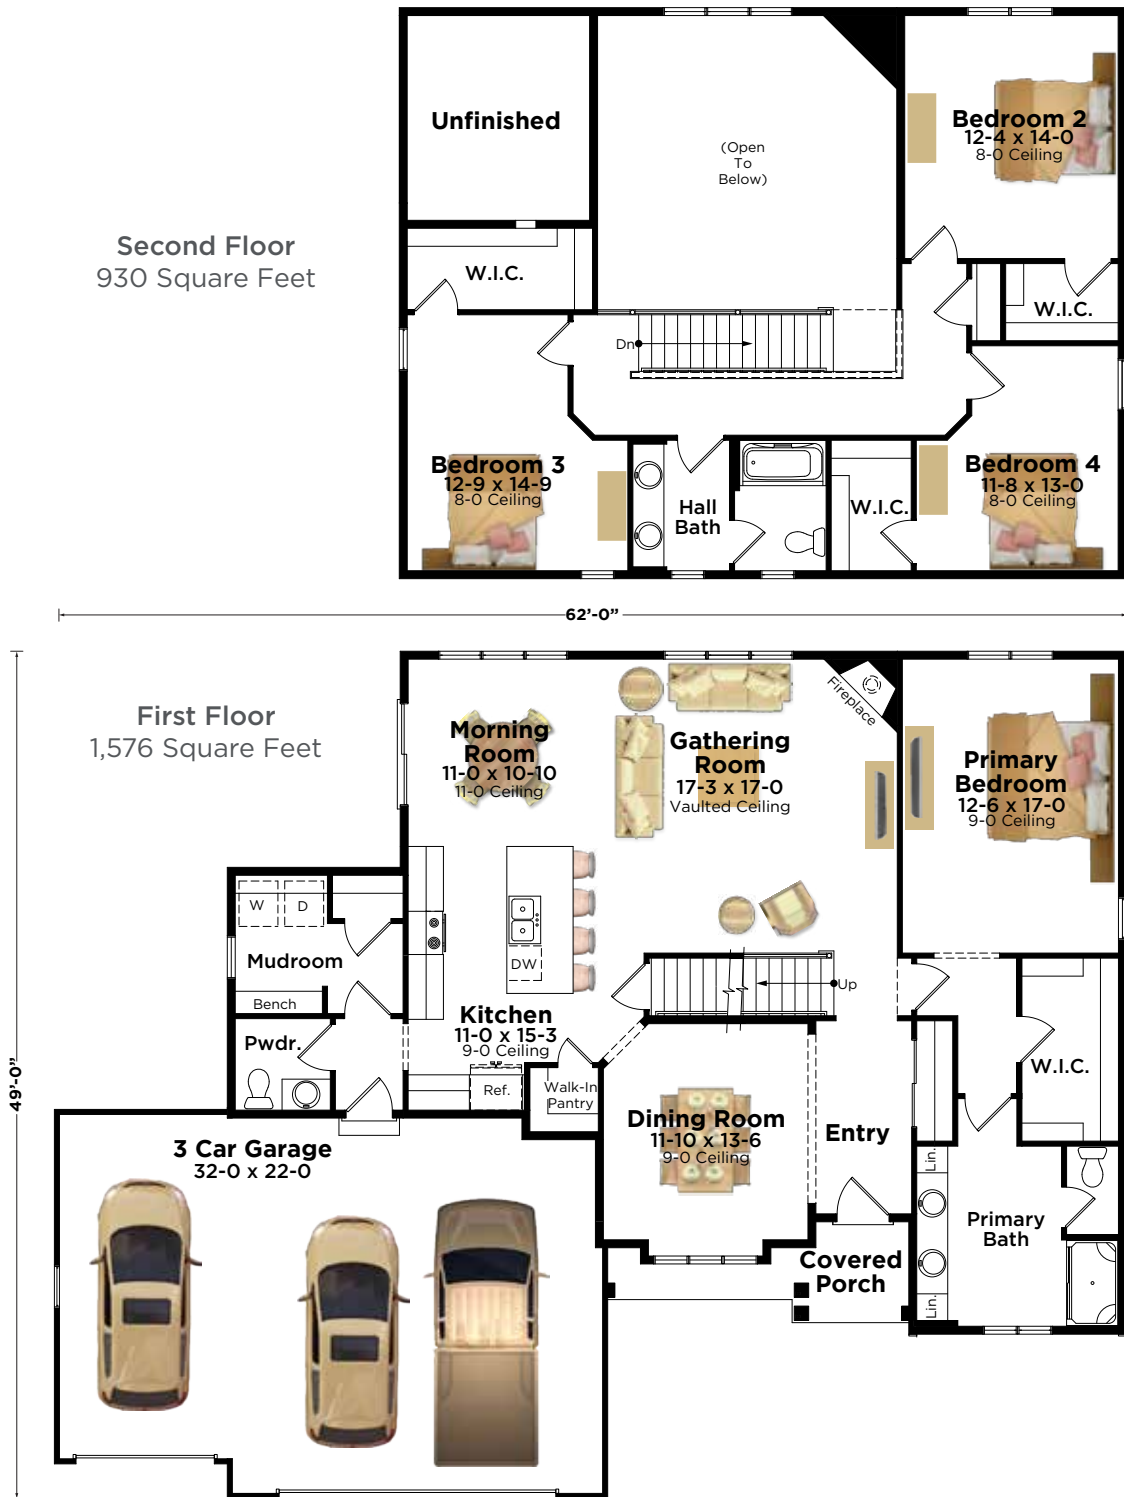 Unfinished
(Open
To
Below)
Bedroom 2
12-4 x 14-0
8-0 Ceiling
Second Floor
930 Square Feet
W.I.C.
W.I.C.
Dn
Bedroom 3
12-9 x 14-9
8-0 Ceiling
Hall
Bath
W.I.C.
Bedroom 4
11-8 x 13-0
8-0 Ceiling
62'-0"
First Floor
1,576 Square Feet
Morning
Room
11-0 x 10-10
11-0 Ceiling
Gathering
Room
17-3 x 17-0
Vaulted Ceiling
Fireplace
Primary
Bedroom
12-6 x 17-0
9-0 Ceiling
W
D
Mudroom
Bench
DW
Up
Kitchen
11-0 x 15-3
9-0 Ceiling
Pwdr.
Ref.
Walk-In
Pantry
W.I.C.
49'-0"
3 Car Garage
32-0 x 22-0
Dining Room
11-10 x 13-6
9-0 Ceiling
Entry
Lin.
Primary
Bath
Covered
Porch
Lin.